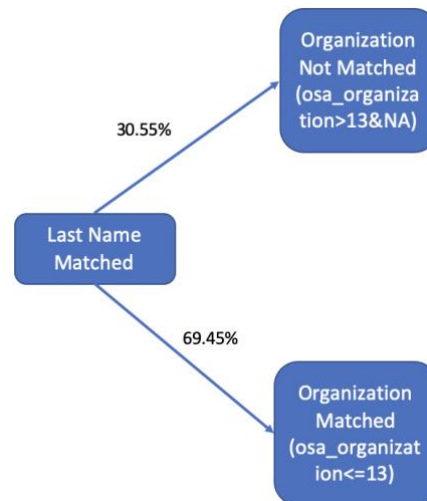 Organization
Not Matched
(osa_organiza
tion>13&NA)
30.55%
Last Name
Matched
69.45%
Organization
Matched
(osa_organizat
ion<=13)